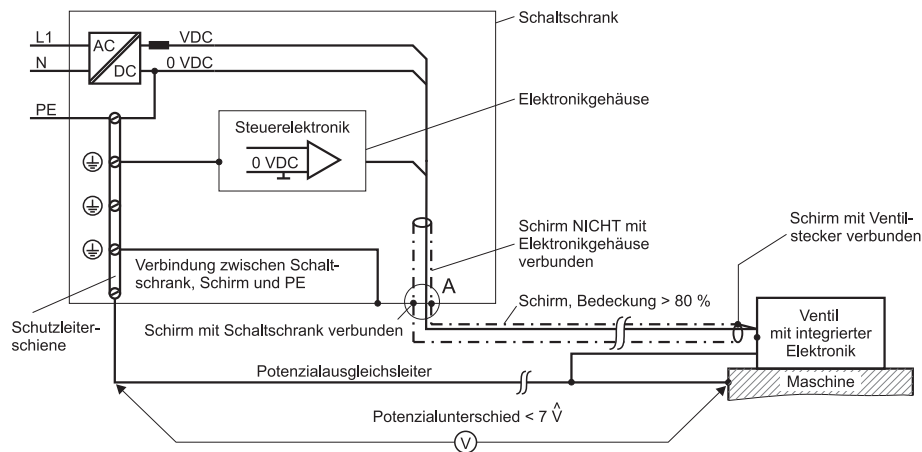 Schaltschrank
L1
AC
VDC
N
DC
0 VDC
PE
Elektronikgehäuse
Steuerelektronik
0 VDC
Schirm NICHT mit
Elektronikgehäuse
verbunden
Schirm mit Ventil-
stecker verbunden
Verbindung zwischen Schalt-
schrank, Schirm und PE
A
Schirm, Bedeckung > 80 %
Schutzleiter-
schiene
Schirm mit Schaltschrank verbunden
Ventil
mit integrierter
Elektronik
Potenzialausgleichsleiter
Maschine
Potenzialunterschied < 7 V̂
V